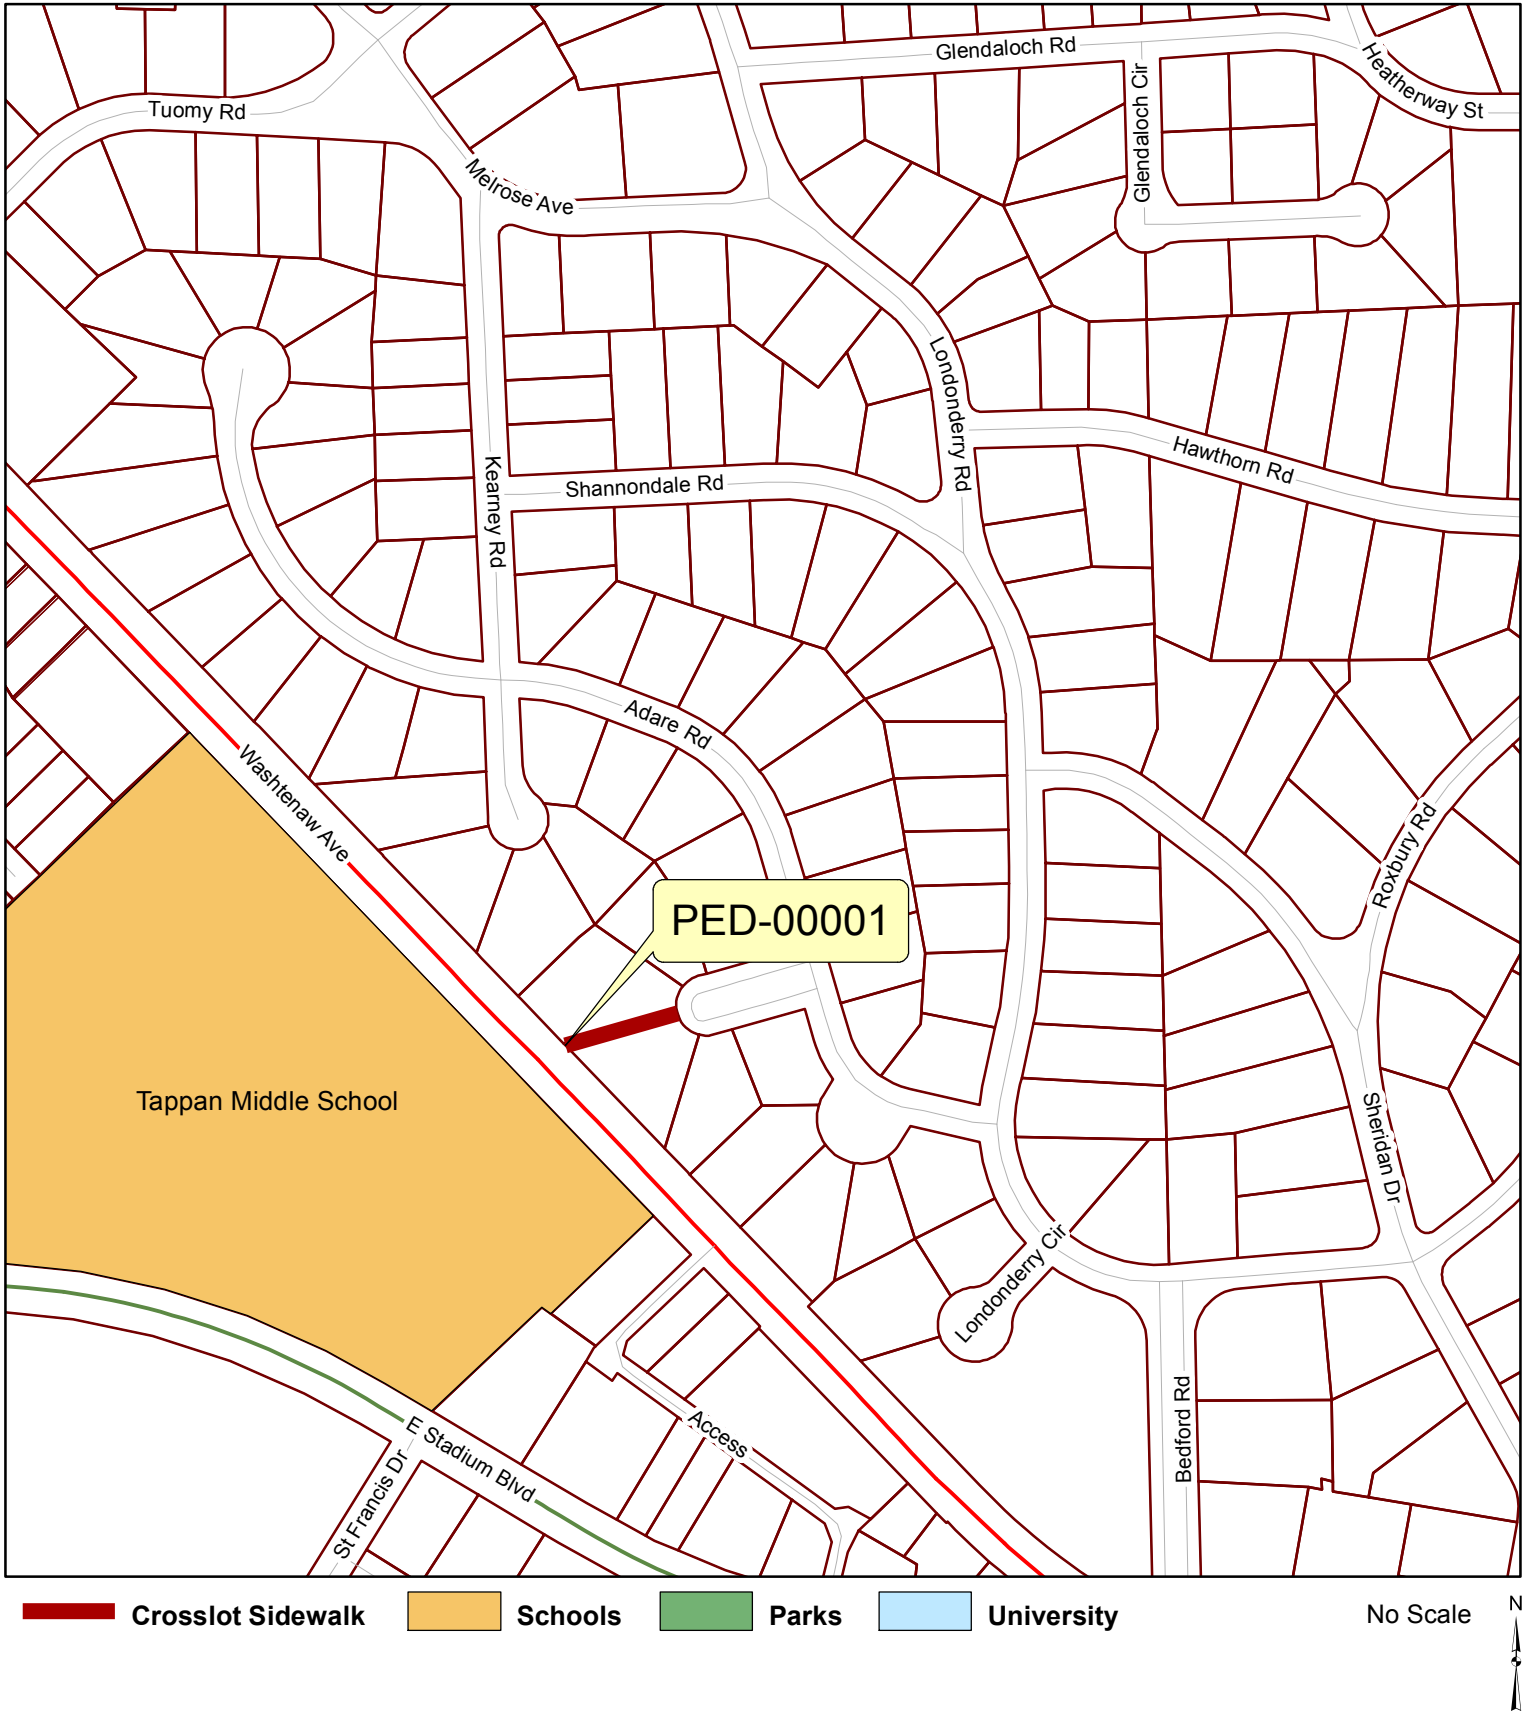 Glendaloch Rd
Heatherway St
Tuomy Rd
Glendaloch Cir
Melrose Ave
Londonderry Rd
Hawthorn Rd
Kearney Rd
Shannondale Rd
Adare Rd
Washtenaw Ave
Roxbury Rd
PED-00001
Tappan Middle School
Sheridan Dr
Londonderry Cir
Bedford Rd
Access
E Stadium Blvd
St Francis Dr
Crosslot Sidewalk
Schools
Parks
University
No Scale
N